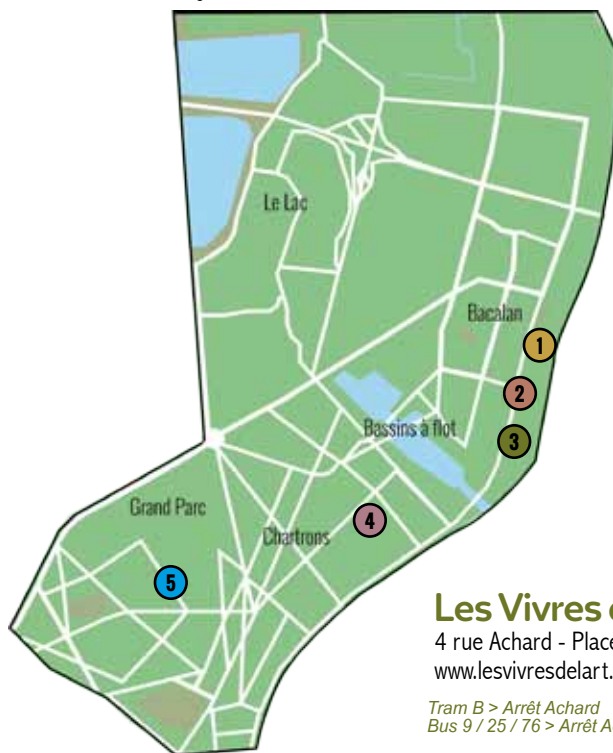 Le Lac
Bacalan
1
2
Bassins à flot
3
Grand Parc
4
Chartrons
5
Les Vivres
4 rue Achard - Place
www.lesvivresdelart.
Tram B > Arrêt Achard
Bus 9 / 25 / 76 > Arrêt